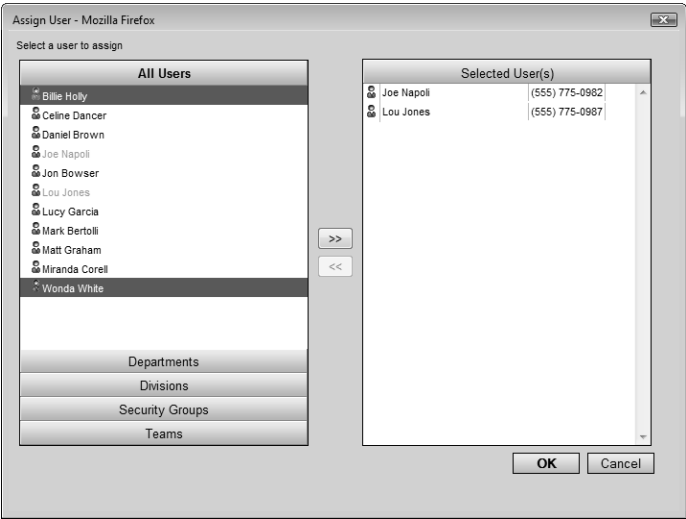 Assign User - Mozilla Firefox
Select a user to assign
All Users
Billie Holly
Celine Dancer
Daniel Brown
Joe Napoli
Jon Bowser
Lou Jones
Lucy Garcia
Mark Bertolli
Matt Graham
Miranda Corell
Wonda White
Departments
Divisions
Security Groups
Teams
>>
<<
Selected User(s)
Joe Napoli (555) 775-0982
Lou Jones (555) 775-0987
OK Cancel